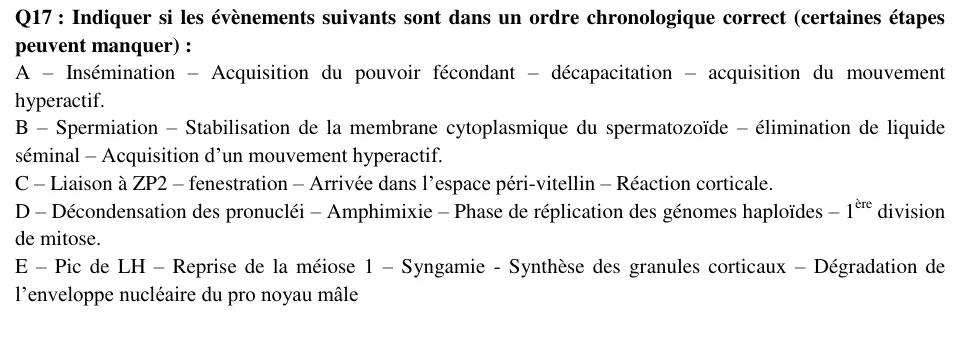 Q17 : Indiquer si les évènements suivants sont dans un ordre chronologique correct (certaines étapes
peuvent manquer) :
A – Insémination – Acquisition du pouvoir fécondant – décapacitation – acquisition du mouvement
hyperactif.
B – Spermiation – Stabilisation de la membrane cytoplasmique du spermatozoïde – élimination de liquide
séminal – Acquisition d'un mouvement hyperactif.
C – Liaison à ZP2 – fenestration – Arrivée dans l'espace péri-vitellin – Réaction corticale.
D – Décondensation des pronucléi – Amphimixie – Phase de réplication des génomes haploïdes – 1ère division
de mitose.
E – Pic de LH – Reprise de la méiose 1 – Syngamie - Synthèse des granules corticaux – Dégradation de
l'enveloppe nucléaire du pro noyau mâle